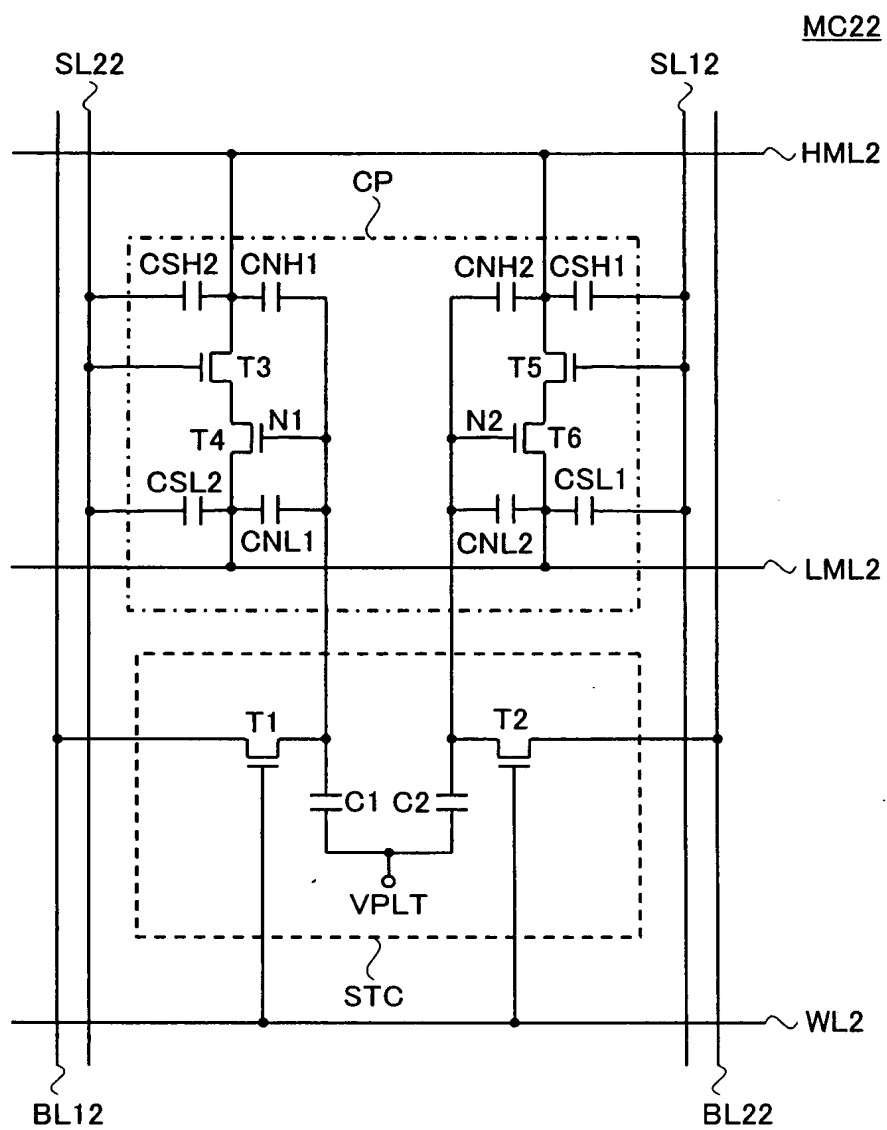 MC22
SL22
SL12
HML2
CP
CSH2
CNH1
CNH2
CSH1
T3
T5
T4
N1
N2
T6
CSL2
CNL1
CNL2
CSL1
LML2
T1
T2
C1
C2
VPLT
STC
WL2
BL12
BL22